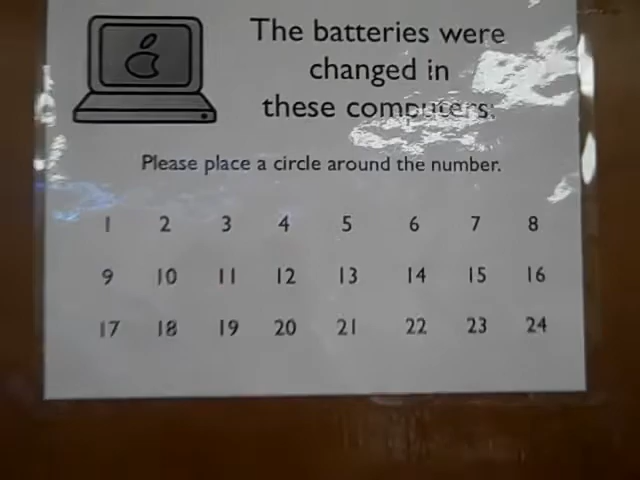 The batteries were
changed in
these computers:
Please place a circle around the number.
1 2 3 4 5 6 7 8
9 10 11 12 13 14 15 16
17 18 19 20 21 22 23 24